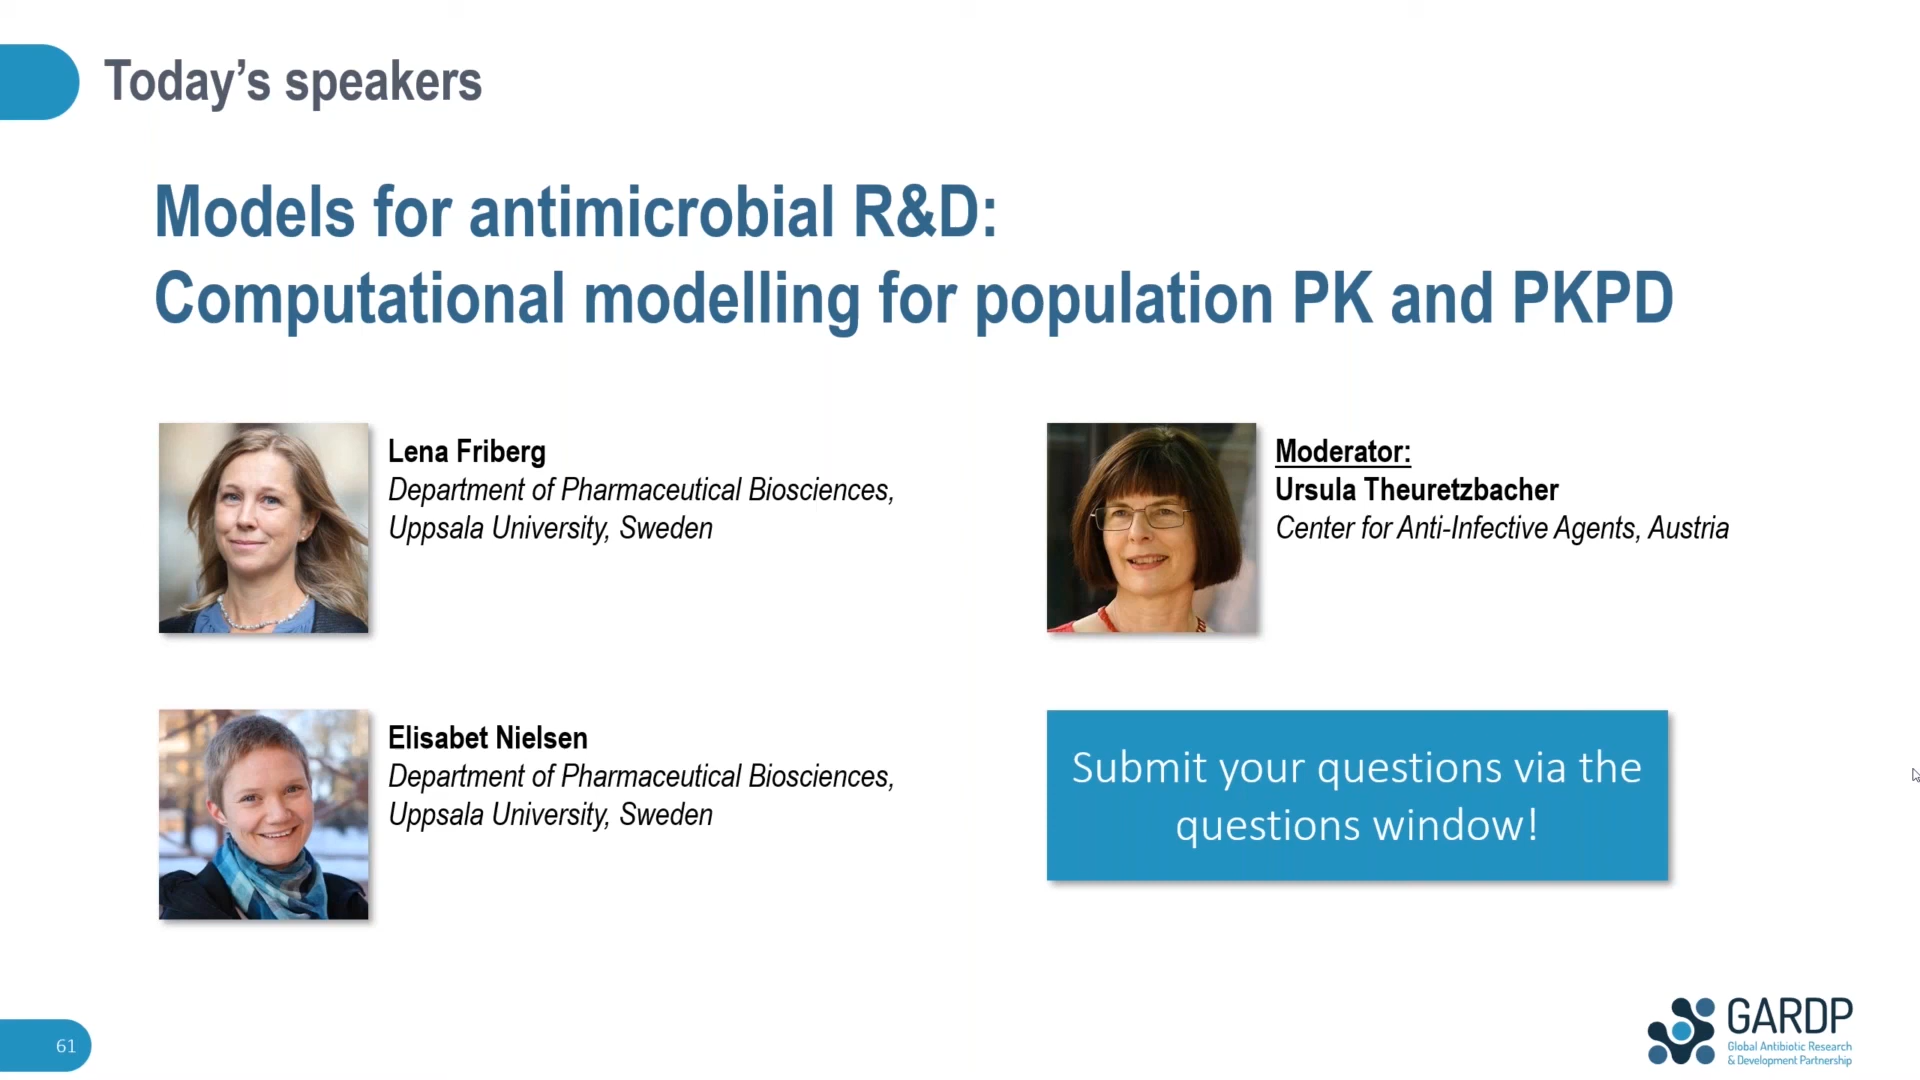 Today’s speakers
Models for antimicrobial R&D:
Computational modelling for population PK and PKPD
Lena Friberg
Department of Pharmaceutical Biosciences,
Uppsala University, Sweden
Moderator:
Ursula Theuretzbacher
Center for Anti-Infective Agents, Austria
Elisabet Nielsen
Department of Pharmaceutical Biosciences,
Uppsala University, Sweden
Submit your questions via the
questions window!
61
GARDP
Global Antibiotic Research
& Development Partnership